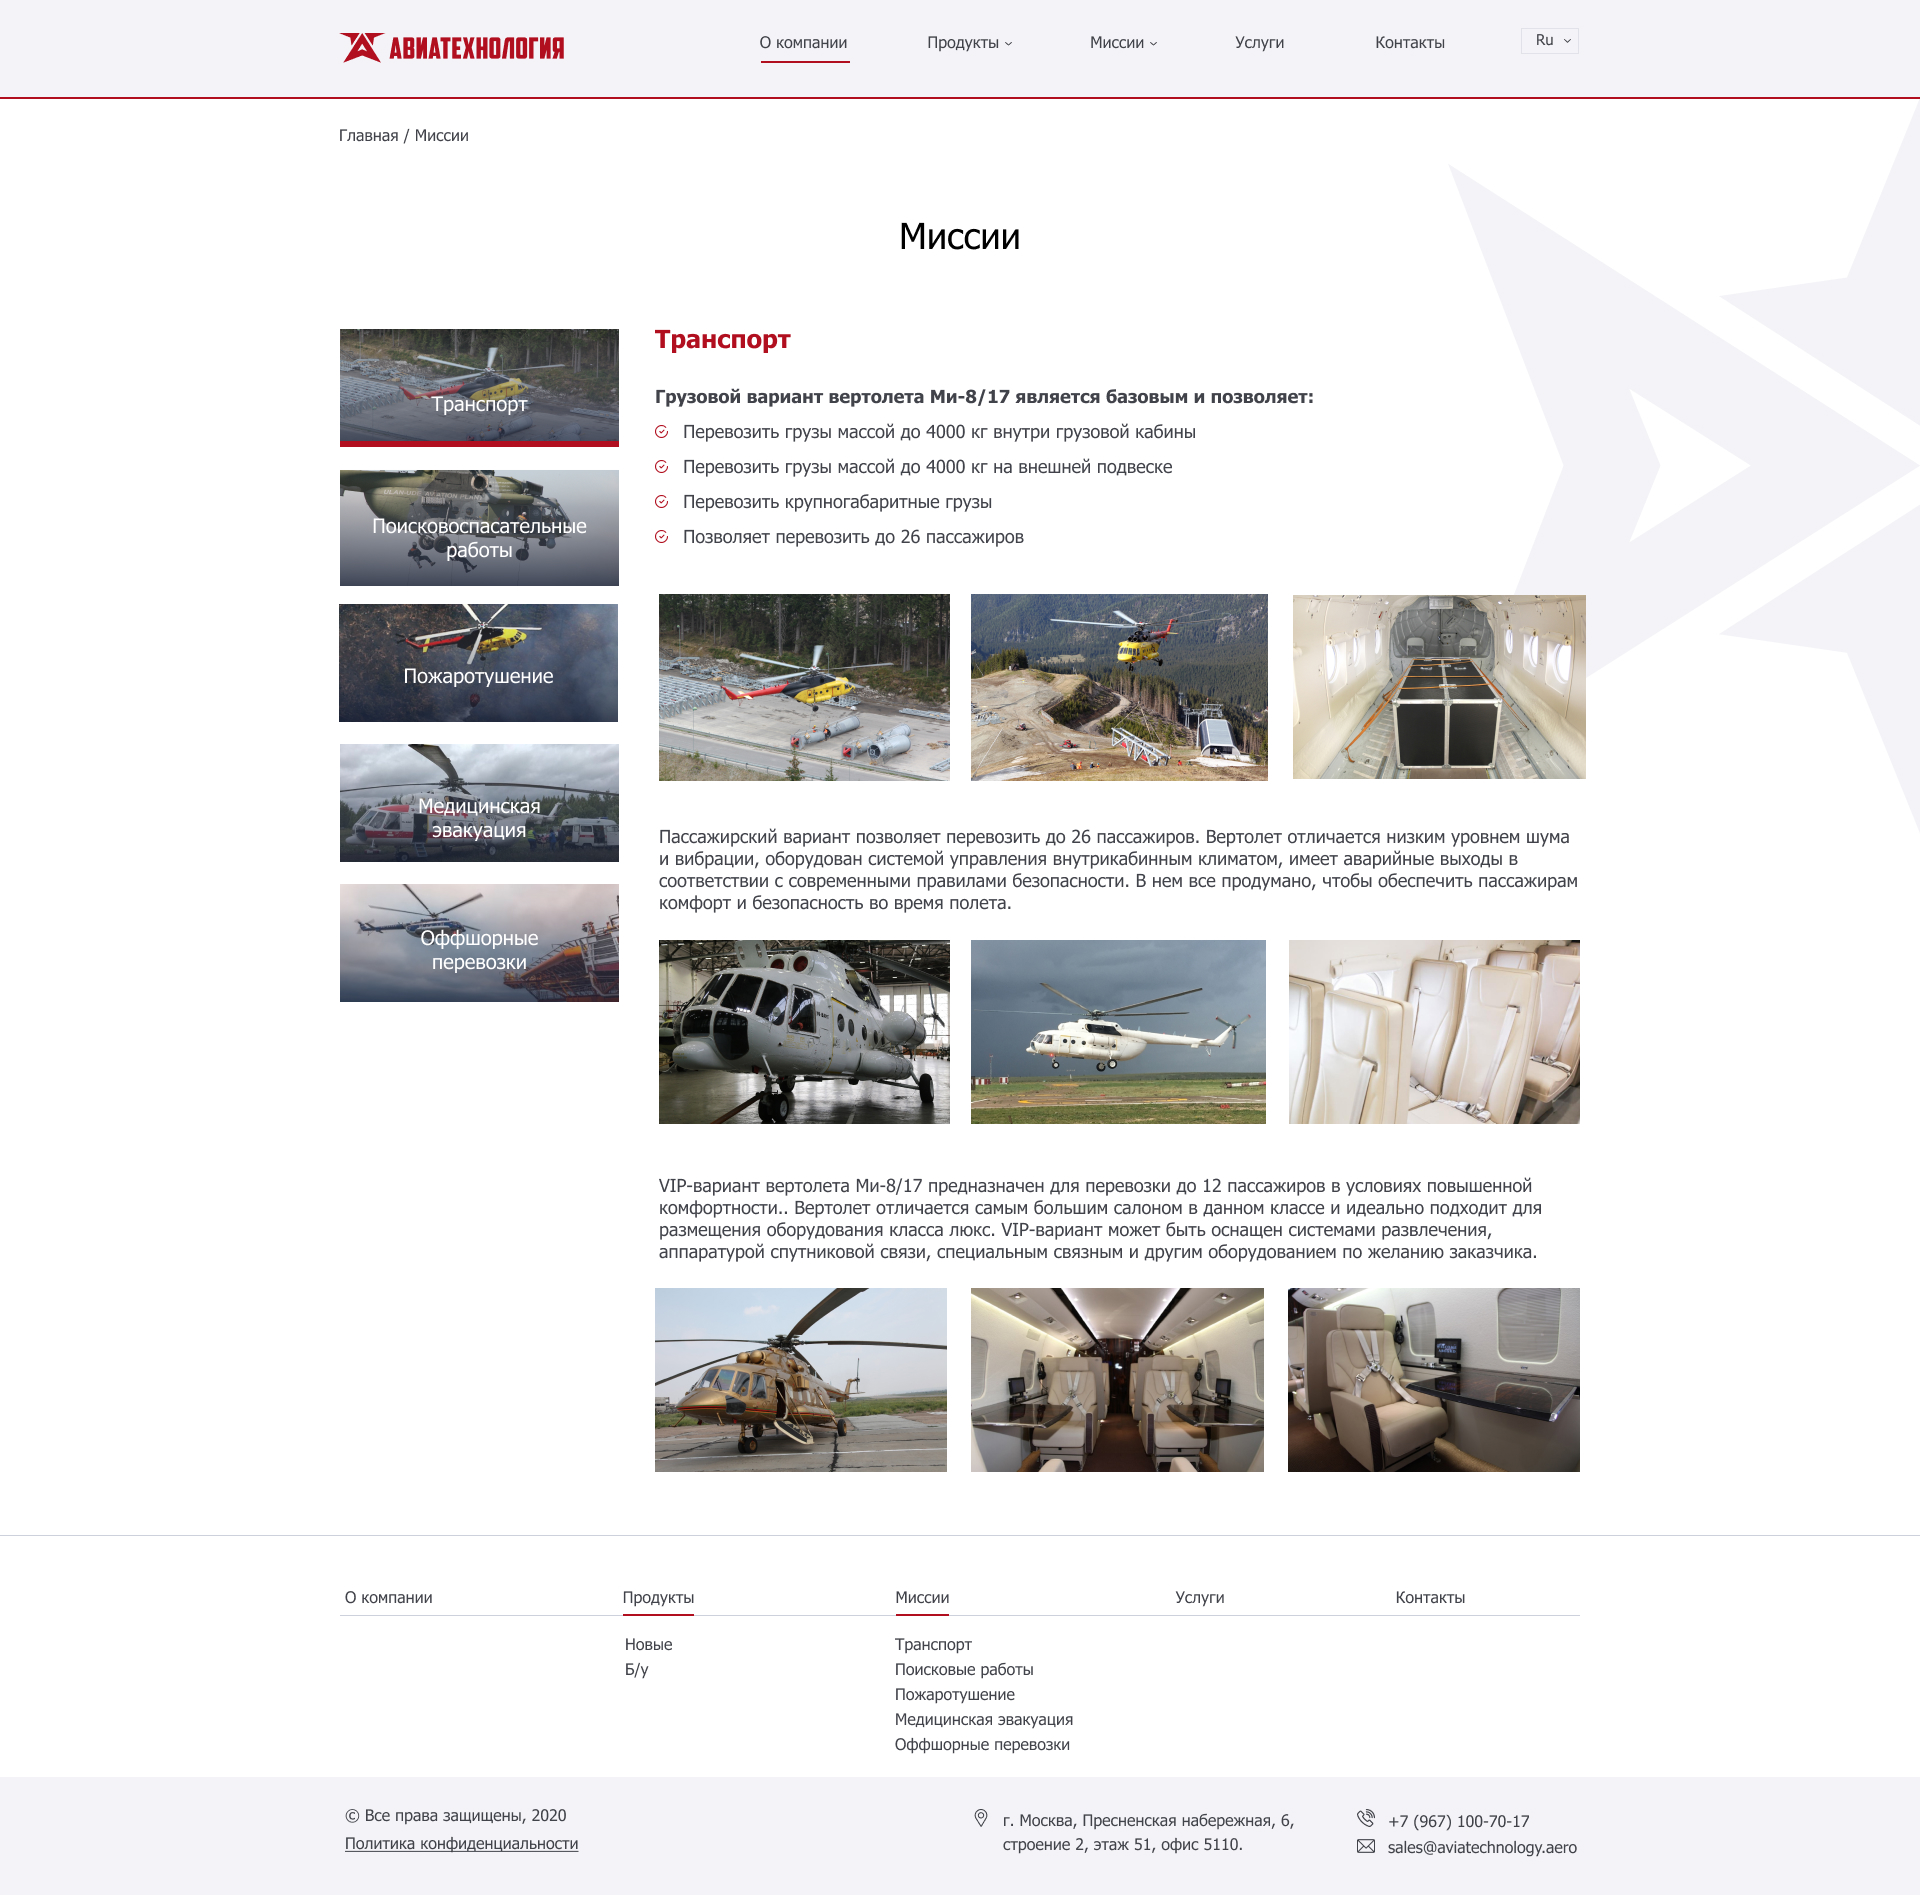 АВИАТЕХНОЛОГИЯ
О компании
Продукты
Миссии
Услуги
Контакты
Ru
Главная / Миссии
Миссии
Транспорт
Поисковоспасательные
работы
Пожаротушение
Медицинская
эвакуация
Оффшорные
перевозки
Транспорт
Грузовой вариант вертолета Ми-8/17 является базовым и позволяет:
Перевозить грузы массой до 4000 кг внутри грузовой кабины
Перевозить грузы массой до 4000 кг на внешней подвеске
Перевозить крупногабаритные грузы
Позволяет перевозить до 26 пассажиров
Пассажирский вариант позволяет перевозить до 26 пассажиров. Вертолет отличается низким уровнем шума
и вибрации, оборудован системой управления внутрикабинным климатом, имеет аварийные выходы в
соответствии с современными правилами безопасности. В нем все продумано, чтобы обеспечить пассажирам
комфорт и безопасность во время полета.
VIP-вариант вертолета Ми-8/17 предназначен для перевозки до 12 пассажиров в условиях повышенной
комфортности.. Вертолет отличается самым большим салоном в данном классе и идеально подходит для
размещения оборудования класса люкс. VIP-вариант может быть оснащен системами развлечения,
аппаратурой спутниковой связи, специальным связным и другим оборудованием по желанию заказчика.
О компании
Продукты
Миссии
Услуги
Контакты
Новые
Б/у
Транспорт
Поисковые работы
Пожаротушение
Медицинская эвакуация
Оффшорные перевозки
© Все права защищены, 2020
Политика конфиденциальности
г. Москва, Пресненская набережная, 6,
строение 2, этаж 51, офис 5110.
+7 (967) 100-70-17
sales@aviatechnology.aero